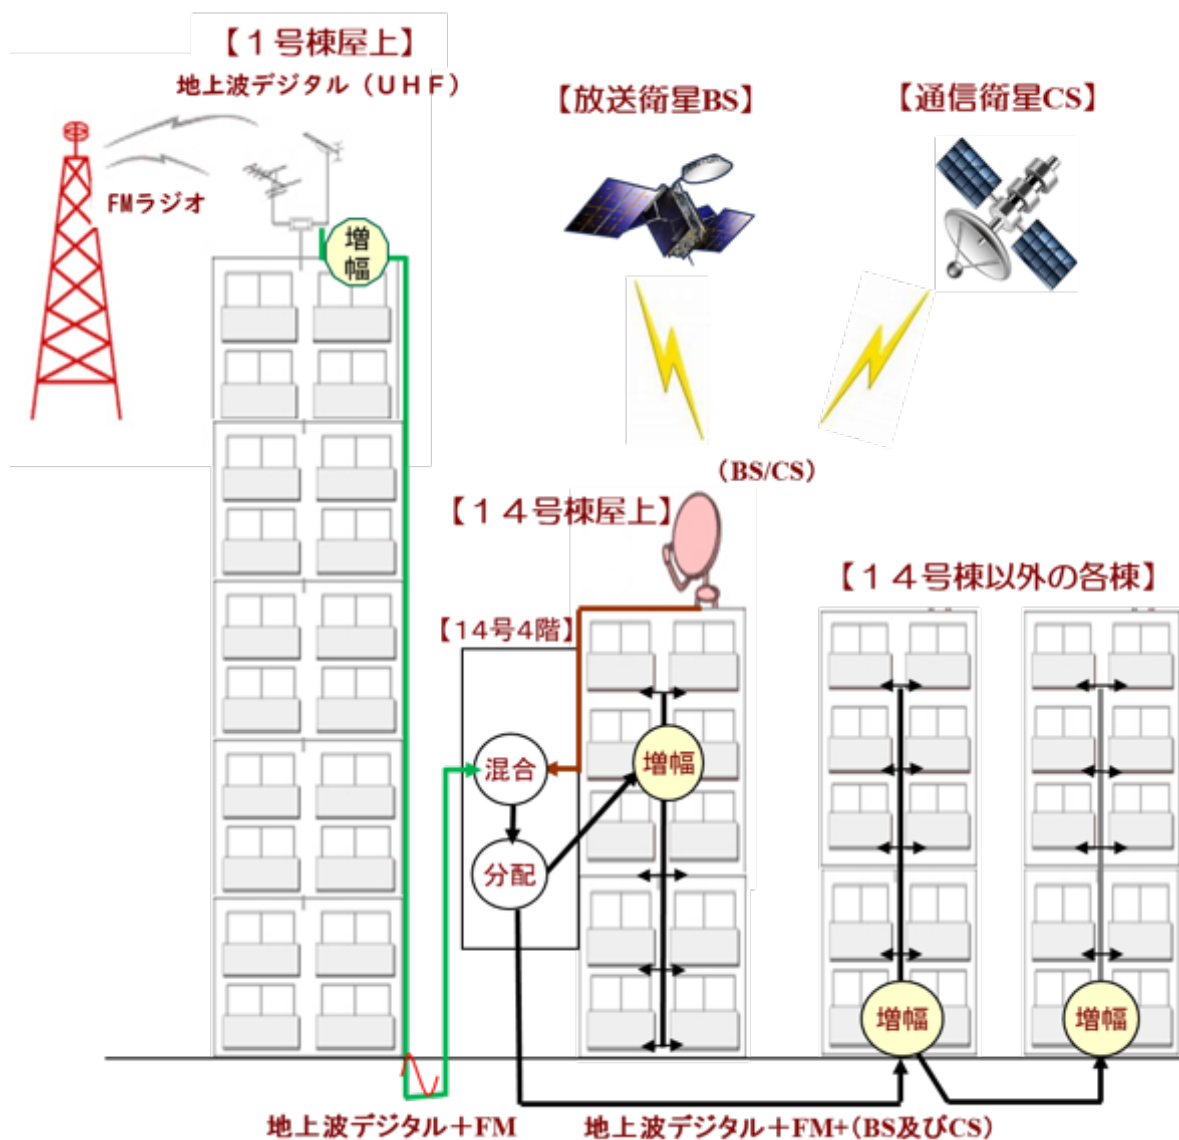 【１号棟屋上】
地上波デジタル（ＵＨＦ）
FMラジオ
増幅
【放送衛星BS】
【通信衛星CS】
（BS/CS）
【１４号棟屋上】
【14号4階】
混合
分配
増幅
【１４号棟以外の各棟】
増幅
増幅
地上波デジタル＋FM
地上波デジタル＋FM+（BS及びCS）